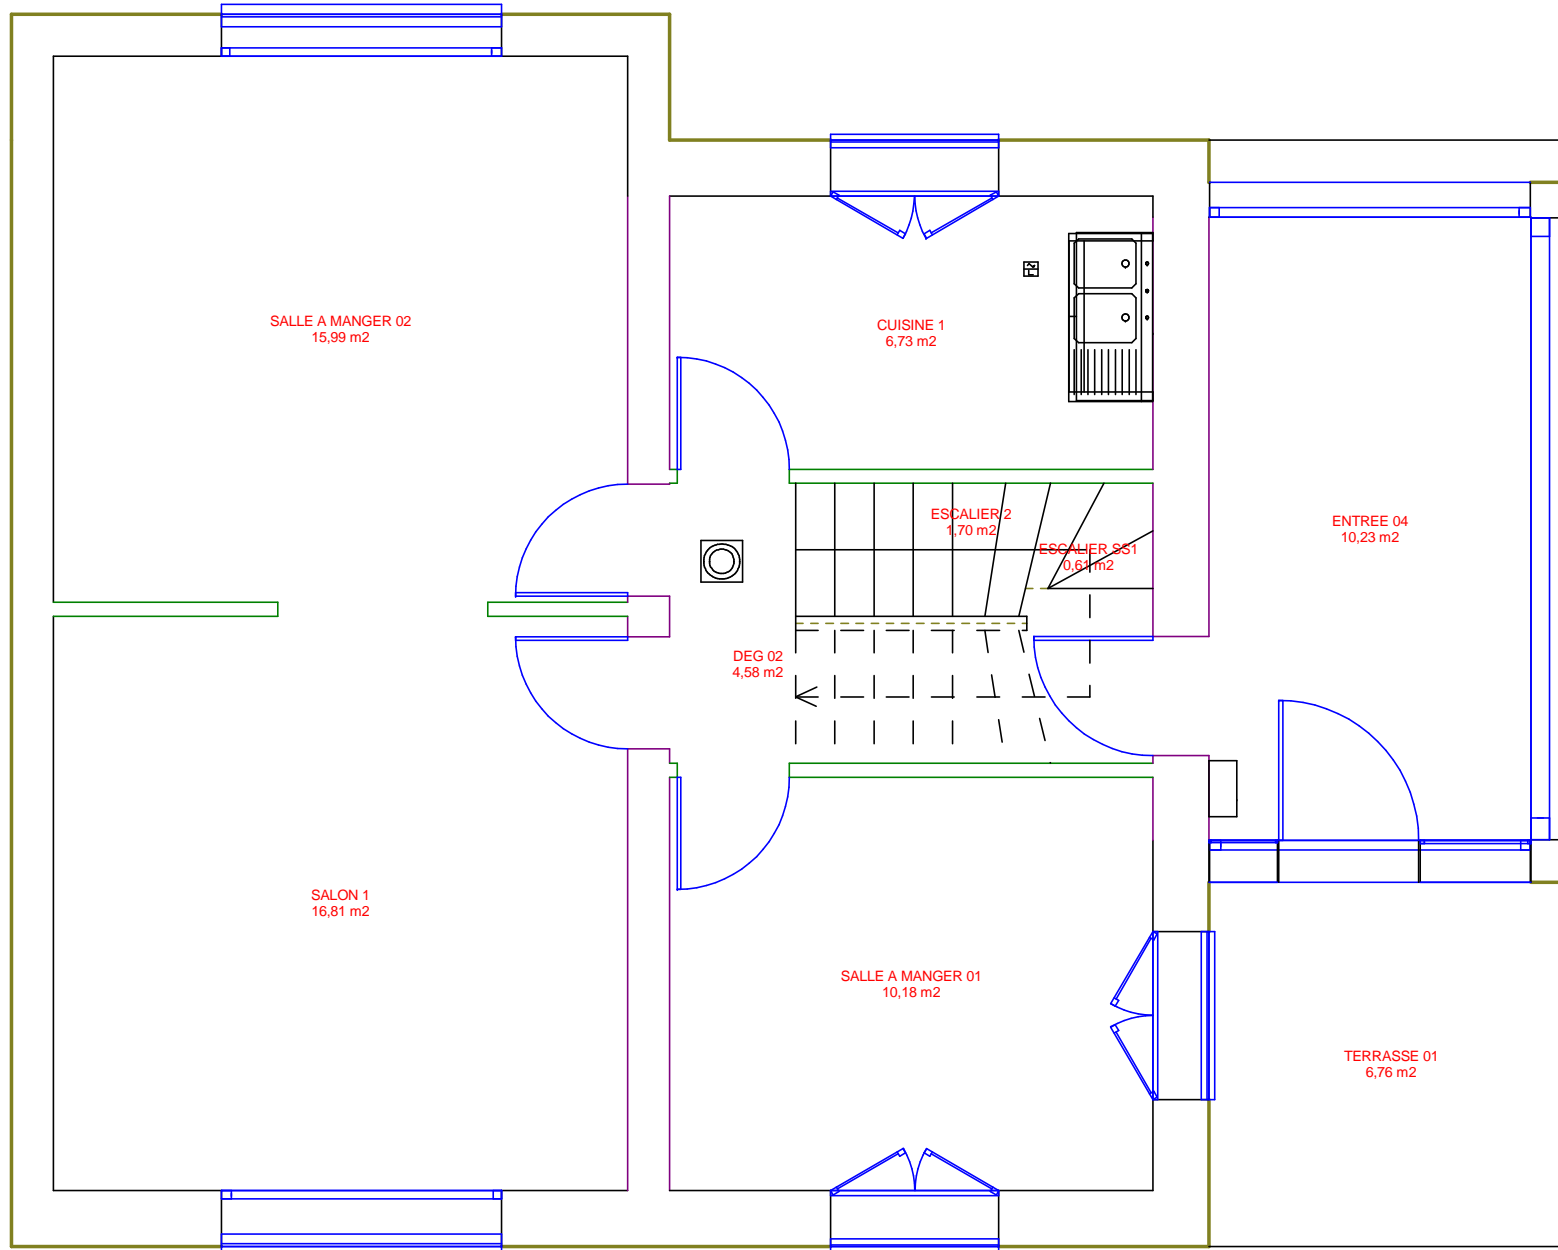 SALLE A MANGER 02
15,99 m2
CUISINE 1
6,73 m2
ESCALIER 2
1,70 m2
ESCALIER SS1
0,61 m2
ENTREE 04
10,23 m2
DEG 02
4,58 m2
SALON 1
16,81 m2
SALLE A MANGER 01
10,18 m2
TERRASSE 01
6,76 m2